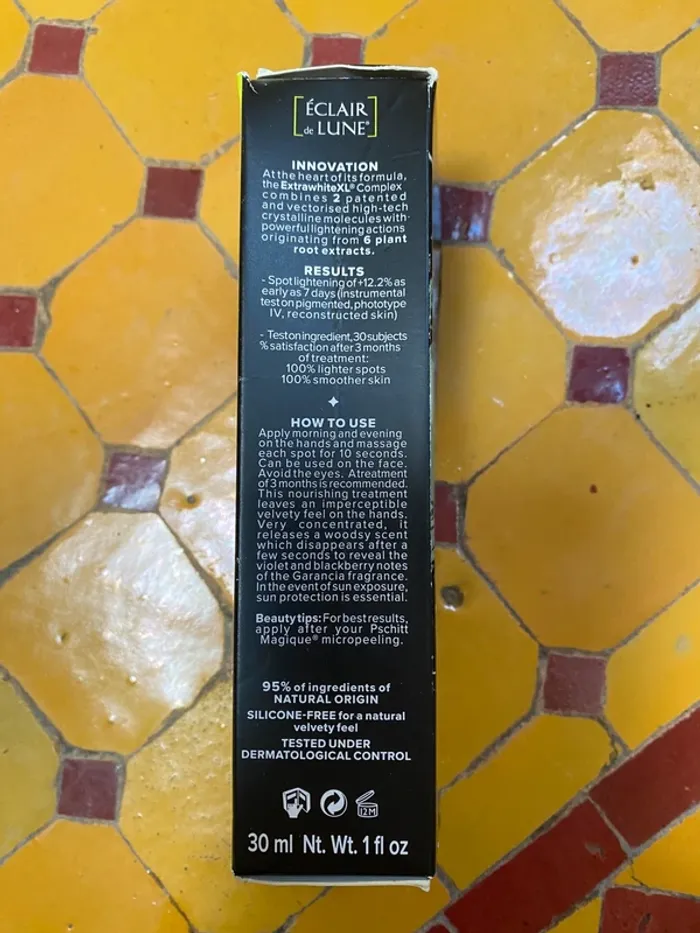 [ÉCLAIR
de LUNE®]
INNOVATION
At the heart of its formula,
the ExtrawhiteXL® Complex
combines 2 patented
and vectorised high-tech
crystalline molecules with
powerful lightening actions
originating from 6 plant
root extracts.
RESULTS
- Spot lightening of +12.2% as
early as 7 days (instrumental
test on pigmented, phototype
IV, reconstructed skin)
- Test on ingredient, 30 subjects
% satisfaction after 3 months
of treatment:
100% lighter spots
100% smoother skin
HOW TO USE
Apply morning and evening
on the hands and massage
each spot for 10 seconds.
Can be used on the face.
Avoid the eyes. A treatment
of 3 months is recommended.
This nourishing treatment
leaves an imperceptible
velvety feel on the hands.
Very concentrated, it
releases a woodsy scent
which disappears after a
few seconds to reveal the
violet and blackberry notes
of the Garancia fragrance.
In the event of sun exposure,
sun protection is essential.
Beauty tips: For best results,
apply after your Pschitt
Magique® micropeeling.
95% of ingredients of
NATURAL ORIGIN
SILICONE-FREE for a natural
velvety feel
TESTED UNDER
DERMATOLOGICAL CONTROL
12M
30 ml Nt. Wt. 1 fl oz